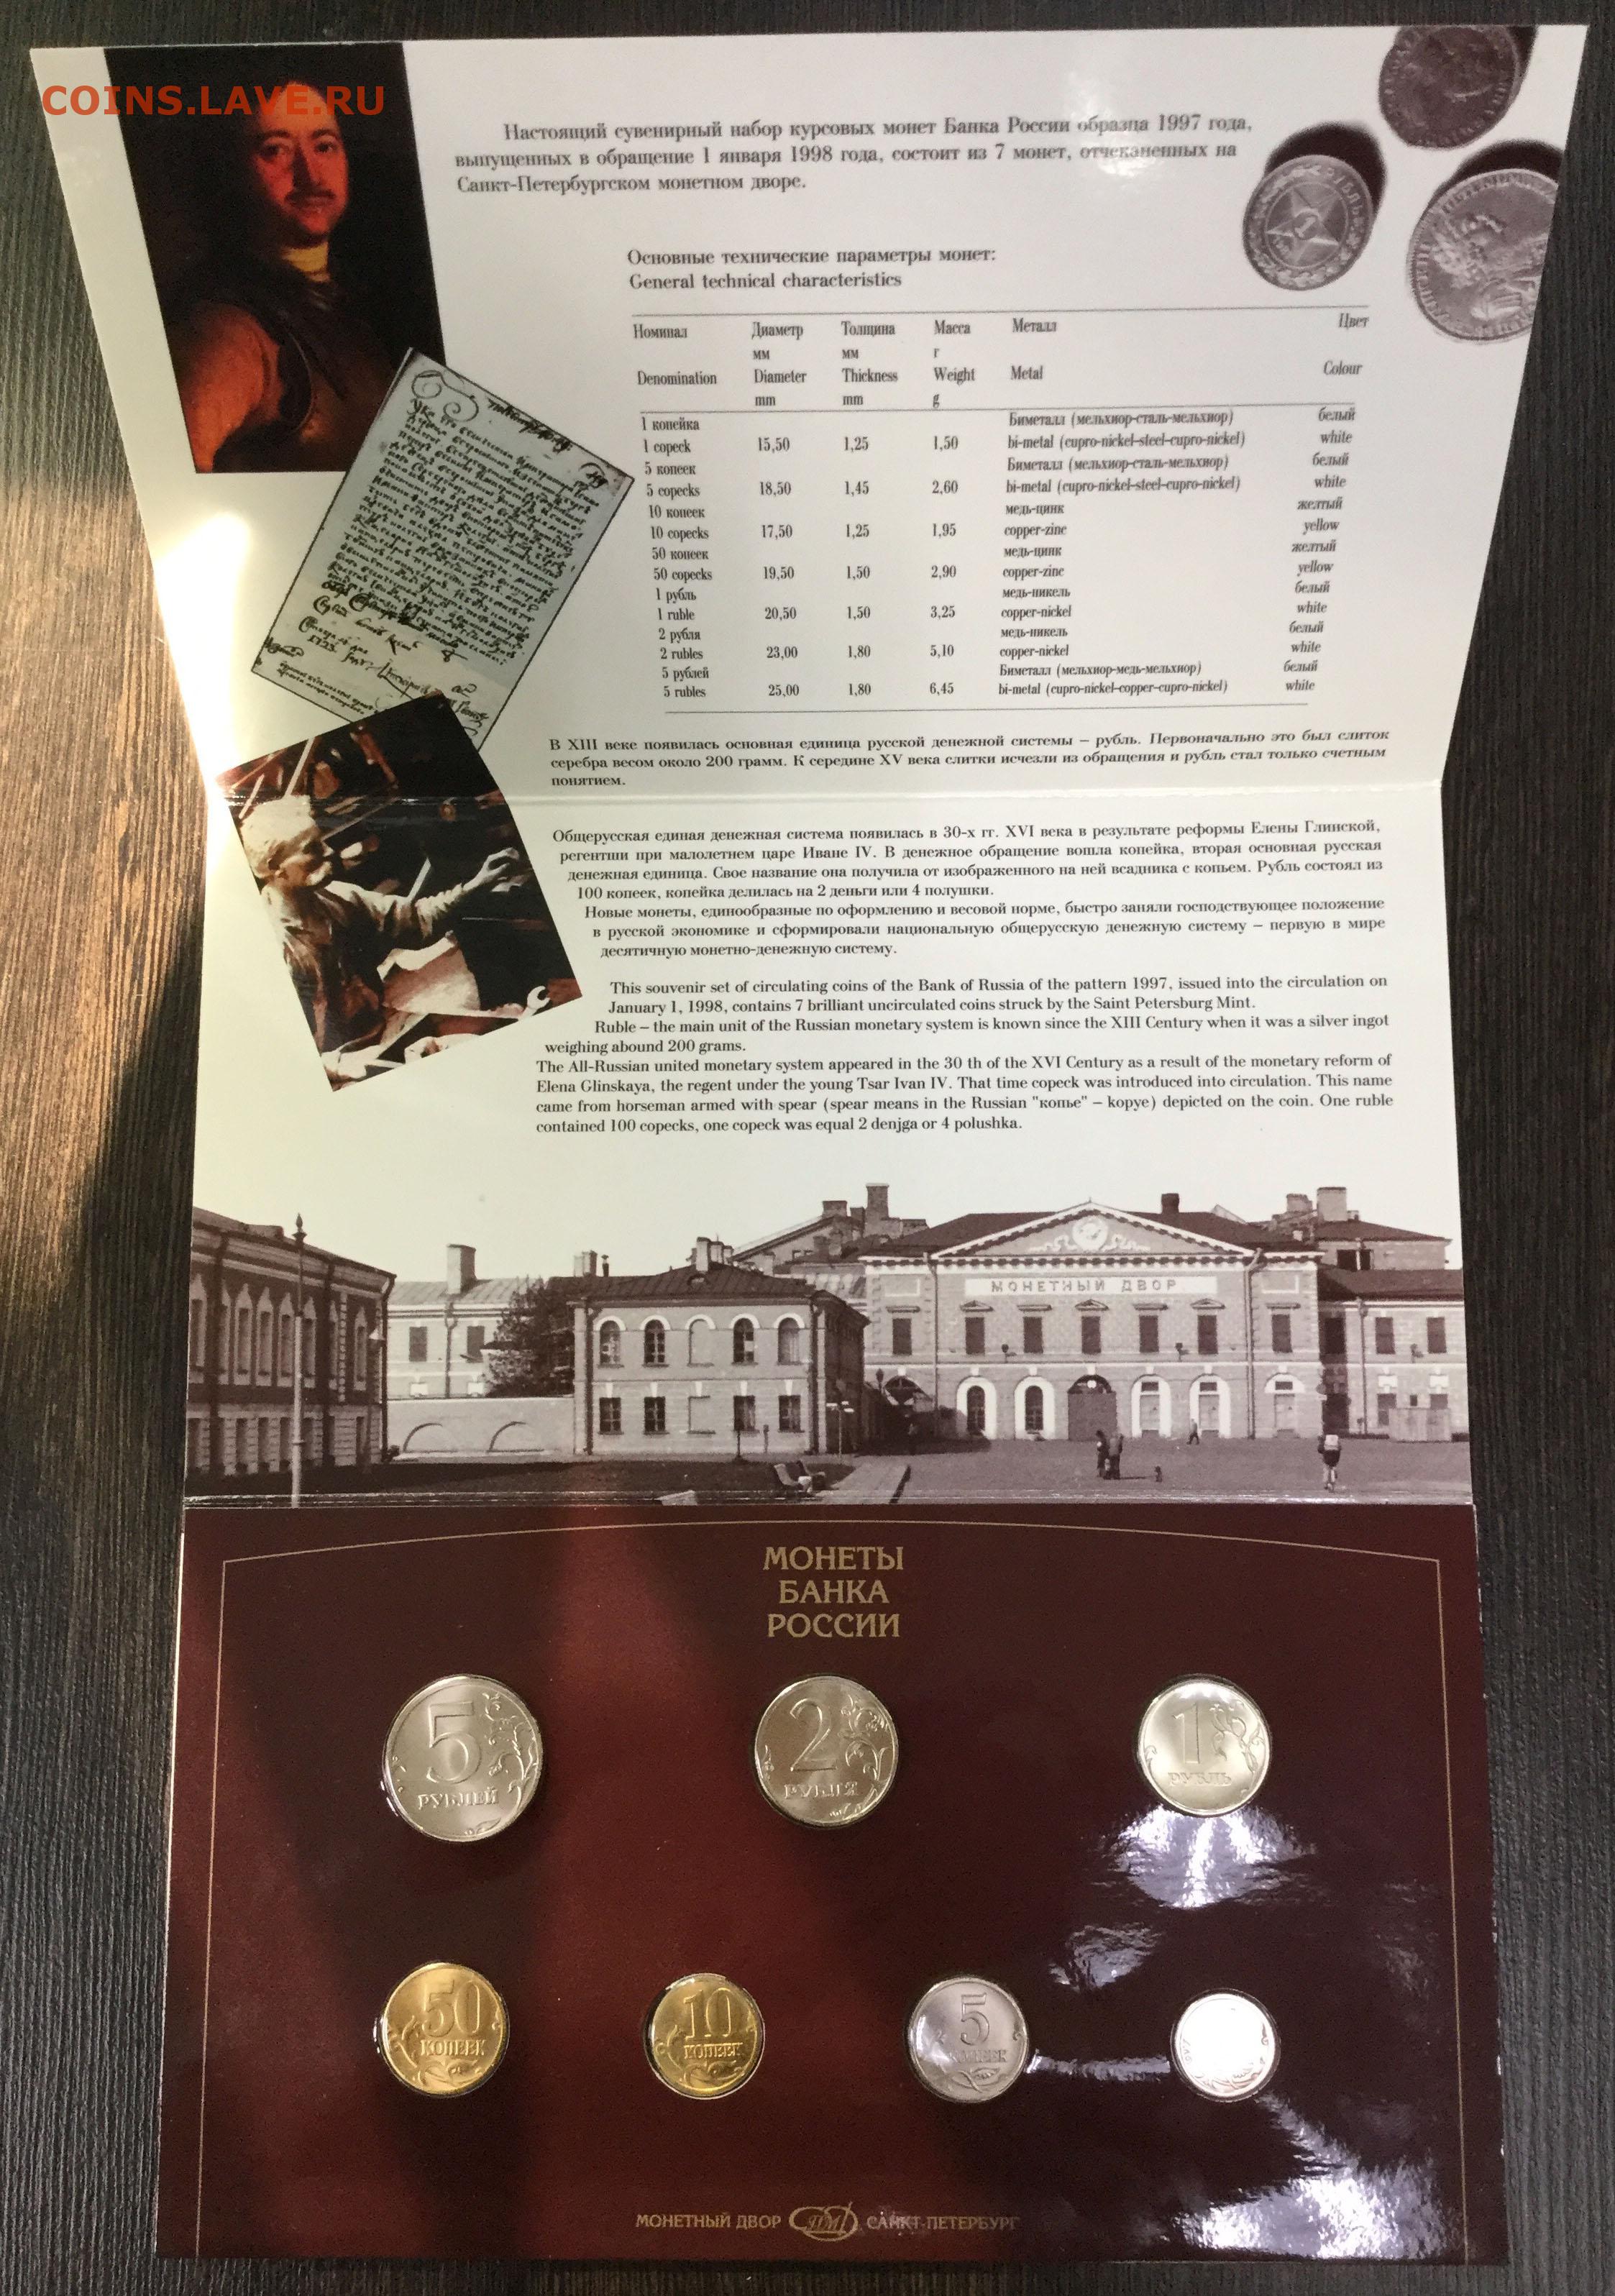 COINS.LAVE.RU
Настоящий сувенирный набор курсовых монет Банка России образца 1997 года,
выпущенных в обращение 1 января 1998 года, состоит из 7 монет, отчеканенных на
Санкт-Петербургском монетном дворе.
Основные технические параметры монет:
General technical characteristics
Номинал Диаметр Толщина Масса Металл Цвет
мм мм г
Denomination Diameter Thickness Weight Metal Colour
mm mm g
1 копейка Биметалл (мельхиор-сталь-мельхиор) белый
1 copeck 15,50 1,25 1,50 bi-metal (cupro-nickel-steel-cupro-nickel) white
5 копеек Биметалл (мельхиор-сталь-мельхиор) белый
5 copecks 18,50 1,45 2,60 bi-metal (cupro-nickel-steel-cupro-nickel) white
10 копеек медь-цинк желтый
10 copecks 17,50 1,25 1,95 copper-zinc yellow
50 копеек медь-цинк желтый
50 copecks 19,50 1,50 2,90 copper-zinc yellow
1 рубль медь-никель белый
1 ruble 20,50 1,50 3,25 copper-nickel white
2 рубля медь-никель белый
2 rubles 23,00 1,80 5,10 copper-nickel white
5 рублей Биметалл (мельхиор-медь-мельхиор) белый
5 rubles 25,00 1,80 6,45 bi-metal (cupro-nickel-copper-cupro-nickel) white
В XIII веке появилась основная единица русской денежной системы – рубль. Первоначально это был слиток
серебра весом около 200 грамм. К середине XV века слитки исчезли из обращения и рубль стал только счетным
понятием.
Общерусская единая денежная система появилась в 30-х гг. XVI века в результате реформы Елены Глинской,
регентши при малолетнем царе Иване IV. В денежное обращение вошла копейка, вторая основная русская
денежная единица. Свое название она получила от изображенного на ней всадника с копьем. Рубль состоял из
100 копеек, копейка делилась на 2 деньги или 4 полушки.
Новые монеты, единообразные по оформлению и весовой норме, быстро заняли господствующее положение
в русской экономике и сформировали национальную общерусскую денежную систему – первую в мире
десятичную монетно-денежную систему.
This souvenir set of circulating coins of the Bank of Russia of the pattern 1997, issued into the circulation on
January 1, 1998, contains 7 brilliant uncirculated coins struck by the Saint Petersburg Mint.
Ruble – the main unit of the Russian monetary system is known since the XIII Century when it was a silver ingot
weighing abound 200 grams.
The All-Russian united monetary system appeared in the 30 th of the XVI Century as a result of the monetary reform of
Elena Glinskaya, the regent under the young Tsar Ivan IV. That time copeck was introduced into circulation. This name
came from horseman armed with spear (spear means in the Russian "копье" – kopye) depicted on the coin. One ruble
contained 100 copecks, one copeck was equal 2 denjga or 4 polushka.
МОНЕТНЫЙ ДВОР
МОНЕТЫ
БАНКА
РОССИИ
5 2 1
РУБЛЕЙ РУБЛЯ РУБЛЬ
50 10 5
КОПЕЕК КОПЕЕК КОПЕЕК
МОНЕТНЫЙ ДВОР САНКТ-ПЕТЕРБУРГ